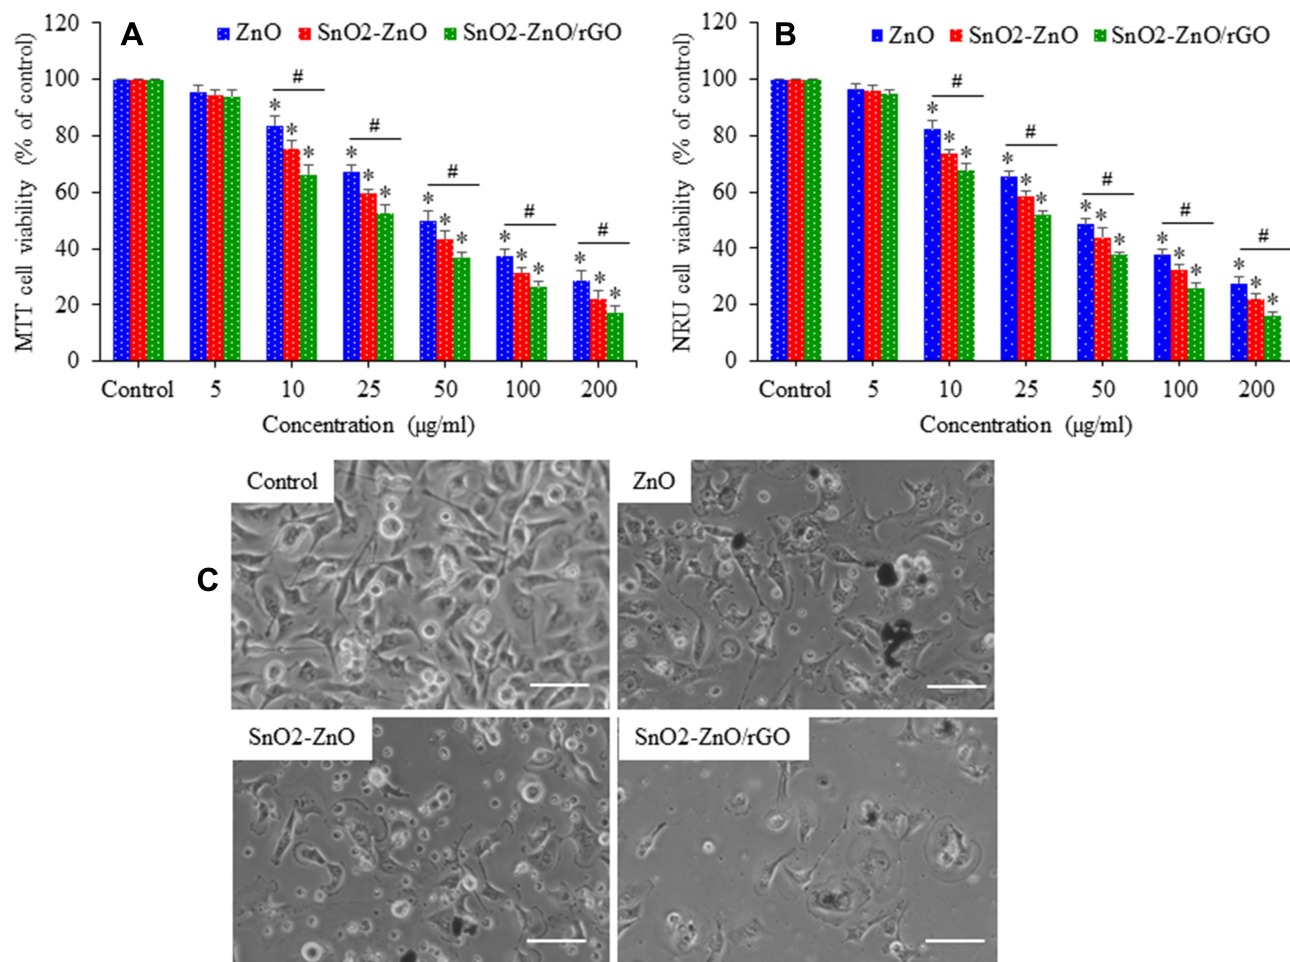 A
ZnO SnO2-ZnO SnO2-ZnO/rGO
MTT cell viability (% of control)
120
100
80
60
40
20
0
# # # # #
* * *
* * *
* * *
* * *
* * *
Control 5 10 25 50 100 200
Concentration (µg/ml)
B
ZnO SnO2-ZnO SnO2-ZnO/rGO
NRU cell viability (% of control)
120
100
80
60
40
20
0
# # # # #
* * *
* * *
* * *
* * *
* * *
Control 5 10 25 50 100 200
Concentration (µg/ml)
C
Control
ZnO
SnO2-ZnO
SnO2-ZnO/rGO